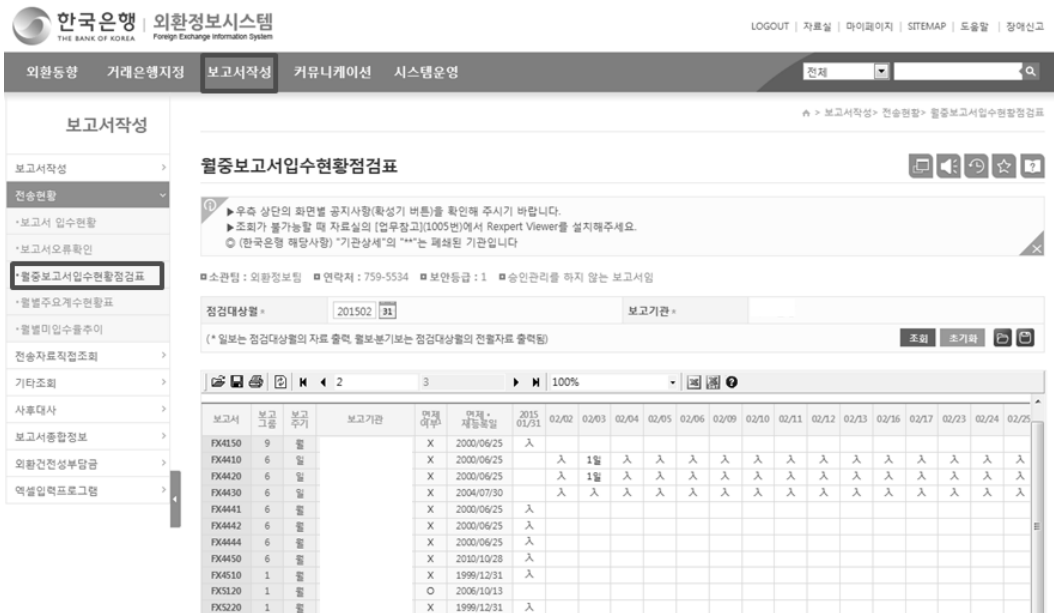 한국은행 외환정보시스템
THE BANK OF KOREA Foreign Exchange Information System
LOGOUT | 자료실 | 마이페이지 | SITEMAP | 도움말 | 장애신고
외환동향 거래은행지정 보고서작성 커뮤니케이션 시스템운영 전체
> 보고서작성> 전송현황> 월중보고서입수현황점검표
보고서작성
보고서작성
전송현황
·보고서 입수현황
·보고서오류확인
·월중보고서입수현황점검표
·월별주요계수현황표
·월별미입수율추이
전송자료직접조회
기타조회
사후대사
보고서종합정보
외환건전성부담금
엑셀입력프로그램
월중보고서입수현황점검표
▶우측 상단의 화면별 공지사항(확성기 버튼)을 확인해 주시기 바랍니다.
▶조회가 불가능할 때 자료실의 [업무참고](1005번)에서 Rexpert Viewer를 설치해주세요.
◎ (한국은행 해당사항) "기관상세"의 "**"는 폐쇄된 기관입니다
소관팀 : 외환정보팀 연락처 : 759-5534 보안등급 : 1 승인관리를 하지 않는 보고서임
점검대상월 201502 31 보고기관
(* 일보는 점검대상월의 자료 출력, 월보·분기보는 점검대상월의 전월자료 출력됨) 조회 초기화
2 3 100%
보고서 보고그룹 보고주기 보고기관 면제여부 면제·재등록일 2015 01/31 02/02 02/03 02/04 02/05 02/06 02/09 02/10 02/11 02/12 02/13 02/16 02/17 02/23 02/24 02/25
FX4150 9 월 X 2000/06/25 入
FX4410 6 일 X 2000/06/25 入 1일 入 入 入 入 入 入 入 入 入 入 入 入 入
FX4420 6 일 X 2000/06/25 入 1일 入 入 入 入 入 入 入 入 入 入 入 入 入
FX4430 6 일 X 2004/07/30 入 入 入 入 入 入 入 入 入 入 入 入 入 入 入
FX4441 6 월 X 2000/06/25 入
FX4442 6 월 X 2000/06/25 入
FX4444 6 월 X 2000/06/25 入
FX4450 6 월 X 2010/10/28 入
FX4510 1 월 X 1999/12/31 入
FX5120 1 월 O 2006/10/13
FX5220 1 월 X 1999/12/31 入